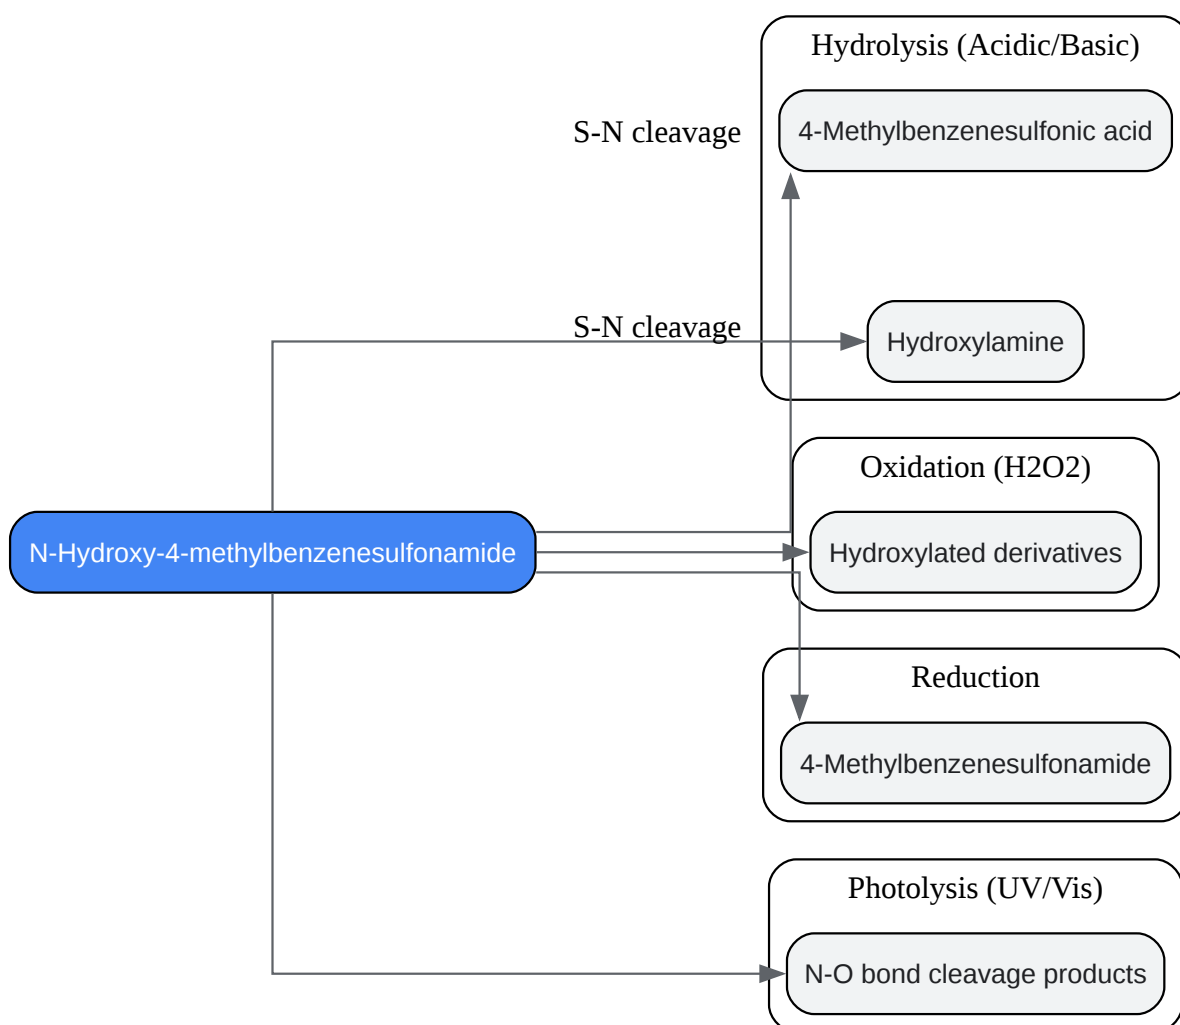 Hydrolysis (Acidic/Basic)
S-N cleavage
4-Methylbenzenesulfonic acid
S-N cleavage
Hydroxylamine
Oxidation (H2O2)
N-Hydroxy-4-methylbenzenesulfonamide
Hydroxylated derivatives
Reduction
4-Methylbenzenesulfonamide
Photolysis (UV/Vis)
N-O bond cleavage products